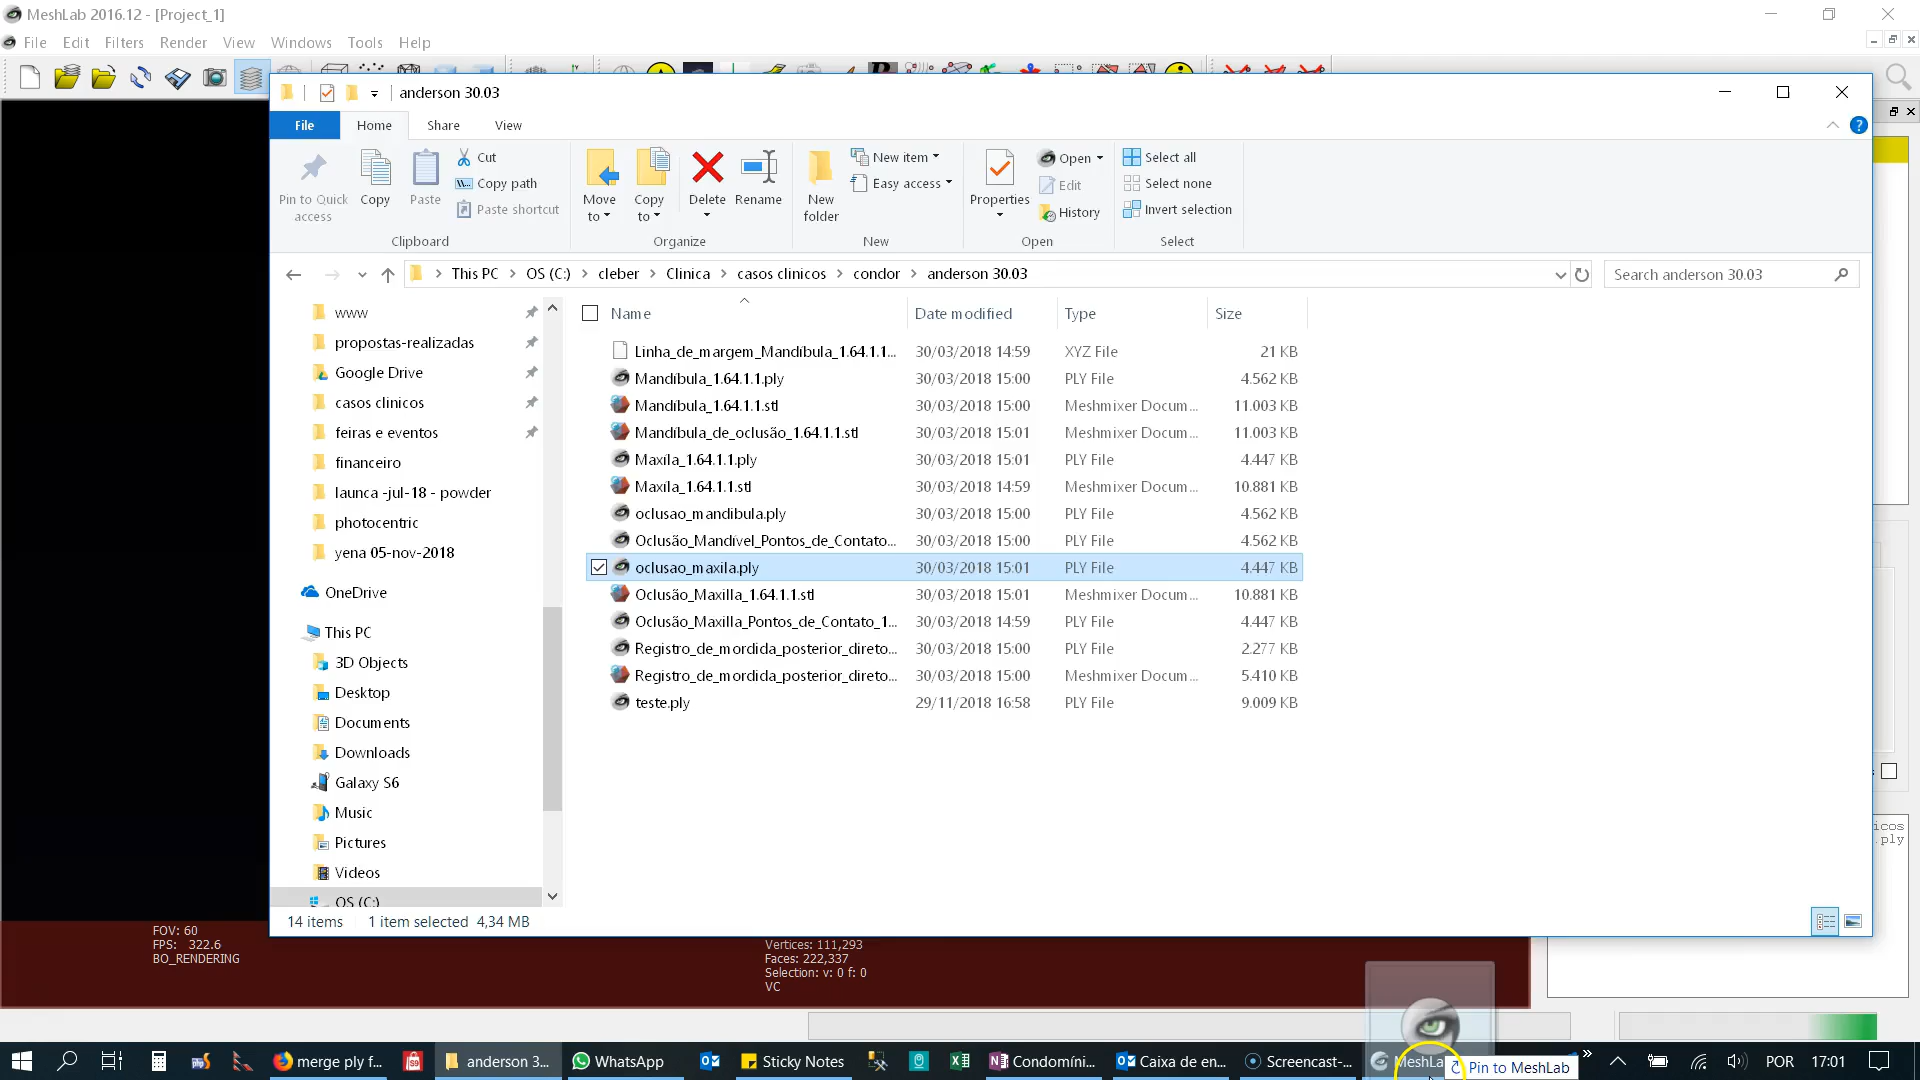 MeshLab 2016.12 - [Project_1]
File Edit Filters Render View Windows Tools Help
anderson 30.03
File Home Share View
Pin to Quick access
Copy
Paste
Cut
Copy path
Paste shortcut
Clipboard
Move to
Copy to
Delete
Rename
Organize
New folder
New item
Easy access
New
Properties
Open
Edit
History
Open
Select all
Select none
Invert selection
Select
This PC > OS (C:) > cleber > Clinica > casos clinicos > condor > anderson 30.03
Search anderson 30.03
www
propostas-realizadas
Google Drive
casos clinicos
feiras e eventos
financeiro
launca -jul-18 - powder
photocentric
yena 05-nov-2018
OneDrive
This PC
3D Objects
Desktop
Documents
Downloads
Galaxy S6
Music
Pictures
Videos
OS (C:)
Name Date modified Type Size
Linha_de_margem_Mandíbula_1.64.1.1... 30/03/2018 14:59 XYZ File 21 KB
Mandíbula_1.64.1.1.ply 30/03/2018 15:00 PLY File 4.562 KB
Mandíbula_1.64.1.1.stl 30/03/2018 15:00 Meshmixer Docum... 11.003 KB
Mandíbula_de_oclusão_1.64.1.1.stl 30/03/2018 15:01 Meshmixer Docum... 11.003 KB
Maxila_1.64.1.1.ply 30/03/2018 15:01 PLY File 4.447 KB
Maxila_1.64.1.1.stl 30/03/2018 14:59 Meshmixer Docum... 10.881 KB
oclusao_mandibula.ply 30/03/2018 15:00 PLY File 4.562 KB
Oclusão_Mandível_Pontos_de_Contato... 30/03/2018 15:00 PLY File 4.562 KB
oclusao_maxila.ply 30/03/2018 15:01 PLY File 4.447 KB
Oclusão_Maxilla_1.64.1.1.stl 30/03/2018 15:01 Meshmixer Docum... 10.881 KB
Oclusão_Maxilla_Pontos_de_Contato_1... 30/03/2018 14:59 PLY File 4.447 KB
Registro_de_mordida_posterior_direto... 30/03/2018 15:00 PLY File 2.277 KB
Registro_de_mordida_posterior_direto... 30/03/2018 15:00 Meshmixer Docum... 5.410 KB
teste.ply 29/11/2018 16:58 PLY File 9.009 KB
icos
.ply
14 items 1 item selected 4,34 MB
FOV: 60
FPS: 322.6
BO_RENDERING
Vertices: 111,293
Faces: 222,337
Selection: v: 0 f: 0
VC
merge ply f... anderson 3... WhatsApp Sticky Notes Condomíni... Caixa de en... Screencast-... MeshLa Pin to MeshLab POR 17:01